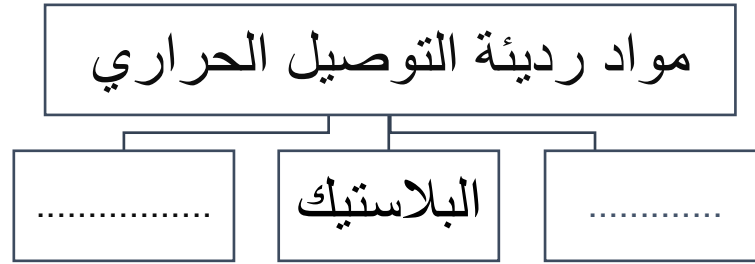 مواد رديئة التوصيل الحراري
.............
البلاستيك
.................